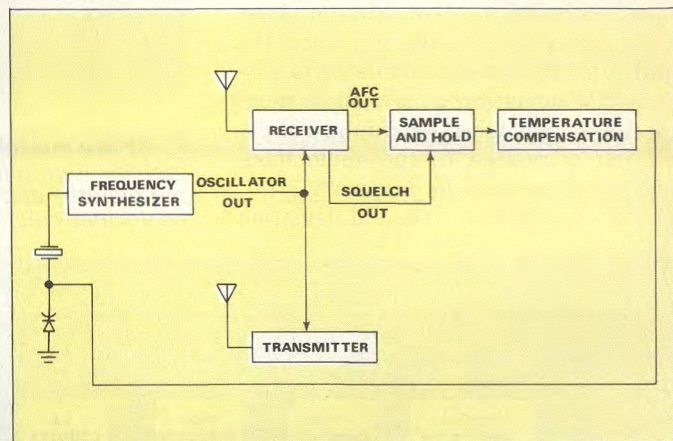 AFC
OUT
RECEIVER
SAMPLE
AND HOLD
TEMPERATURE
COMPENSATION
FREQUENCY
SYNTHESIZER
OSCILLATOR
OUT
SQUELCH
OUT
TRANSMITTER